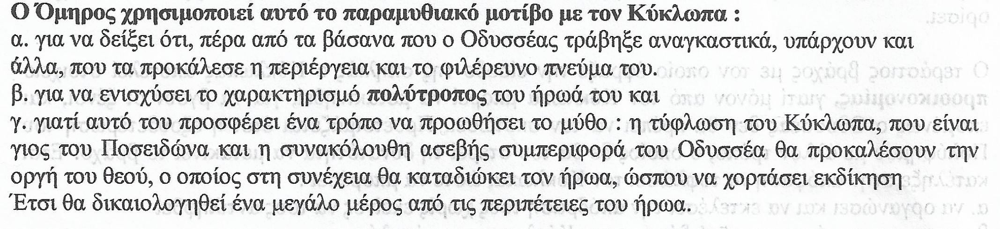 Ο Όμηρος χρησιμοποιεί αυτό το παραμυθιακό μοτίβο με τον Κύκλωπα :
α. για να δείξει ότι, πέρα από τα βάσανα που ο Οδυσσέας τράβηξε αναγκαστικά, υπάρχουν και
άλλα, που τα προκάλεσε η περιέργεια και το φιλέρευνο πνεύμα του.
β. για να ενισχύσει το χαρακτηρισμό πολύτροπος του ήρωά του και
γ. γιατί αυτό του προσφέρει ένα τρόπο να προωθήσει το μύθο : η τύφλωση του Κύκλωπα, που είναι
γιος του Ποσειδώνα και η συνακόλουθη ασεβής συμπεριφορά του Οδυσσέα θα προκαλέσουν την
οργή του θεού, ο οποίος στη συνέχεια θα καταδιώκει τον ήρωα, ώσπου να χορτάσει εκδίκηση
Έτσι θα δικαιολογηθεί ένα μεγάλο μέρος από τις περιπέτειες του ήρωα.